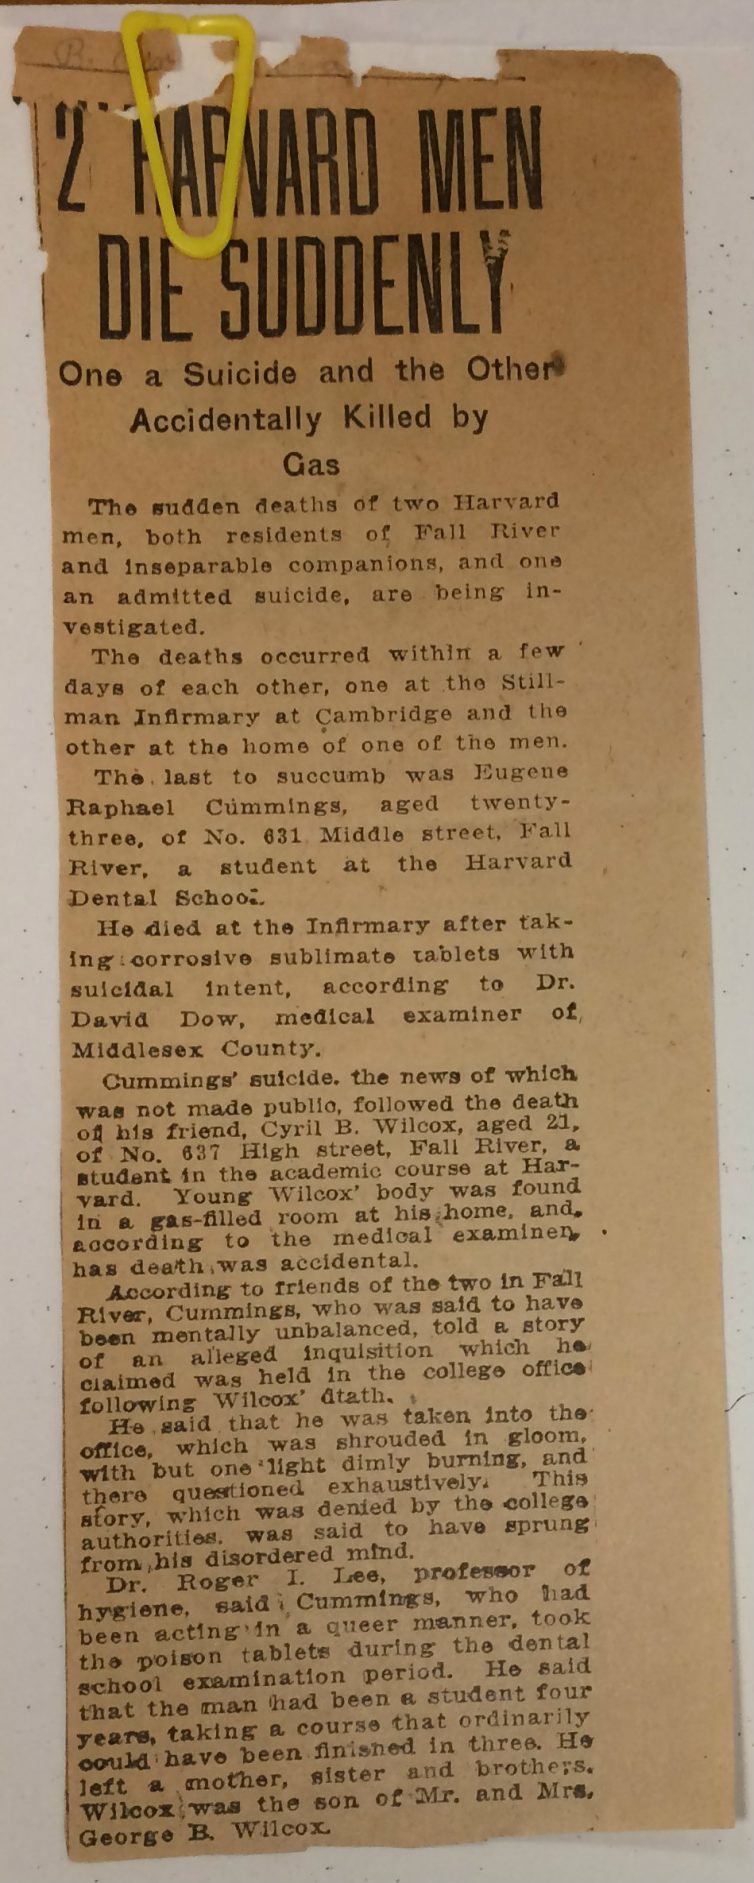 2 HARVARD MEN
DIE SUDDENLY
One a Suicide and the Other
Accidentally Killed by
Gas
The sudden deaths of two Harvard
men, both residents of Fall River
and inseparable companions, and one
an admitted suicide, are being in-
vestigated.
The deaths occurred within a few
days of each other, one at the Still-
man Infirmary at Cambridge and the
other at the home of one of the men.
The last to succumb was Eugene
Raphael Cummings, aged twenty-
three, of No. 631 Middle street, Fall
River, a student at the Harvard
Dental School.
He died at the Infirmary after tak-
ing corrosive sublimate tablets with
suicidal intent, according to Dr.
David Dow, medical examiner of
Middlesex County.
Cummings' suicide. the news of which
was not made public, followed the death
of his friend, Cyril B. Wilcox, aged 21,
of No. 637 High street, Fall River, a
student in the academic course at Har-
vard. Young Wilcox' body was found
in a gas-filled room at his home, and,
according to the medical examiner,
has death was accidental.
According to friends of the two in Fall
River, Cummings, who was said to have
been mentally unbalanced, told a story
of an alleged inquisition which he
claimed was held in the college office
following Wilcox' dtath.
He said that he was taken into the
office, which was shrouded in gloom,
with but one light dimly burning, and
there questioned exhaustively. This
story, which was denied by the college
authorities, was said to have sprung
from his disordered mind.
Dr. Roger I. Lee, professor of
hygiene, said Cummings, who had
been acting in a queer manner, took
the poison tablets during the dental
school examination period. He said
that the man had been a student four
years, taking a course that ordinarily
could have been finished in three. He
left a mother, sister and brothers.
Wilcox was the son of Mr. and Mrs.
George B. Wilcox.